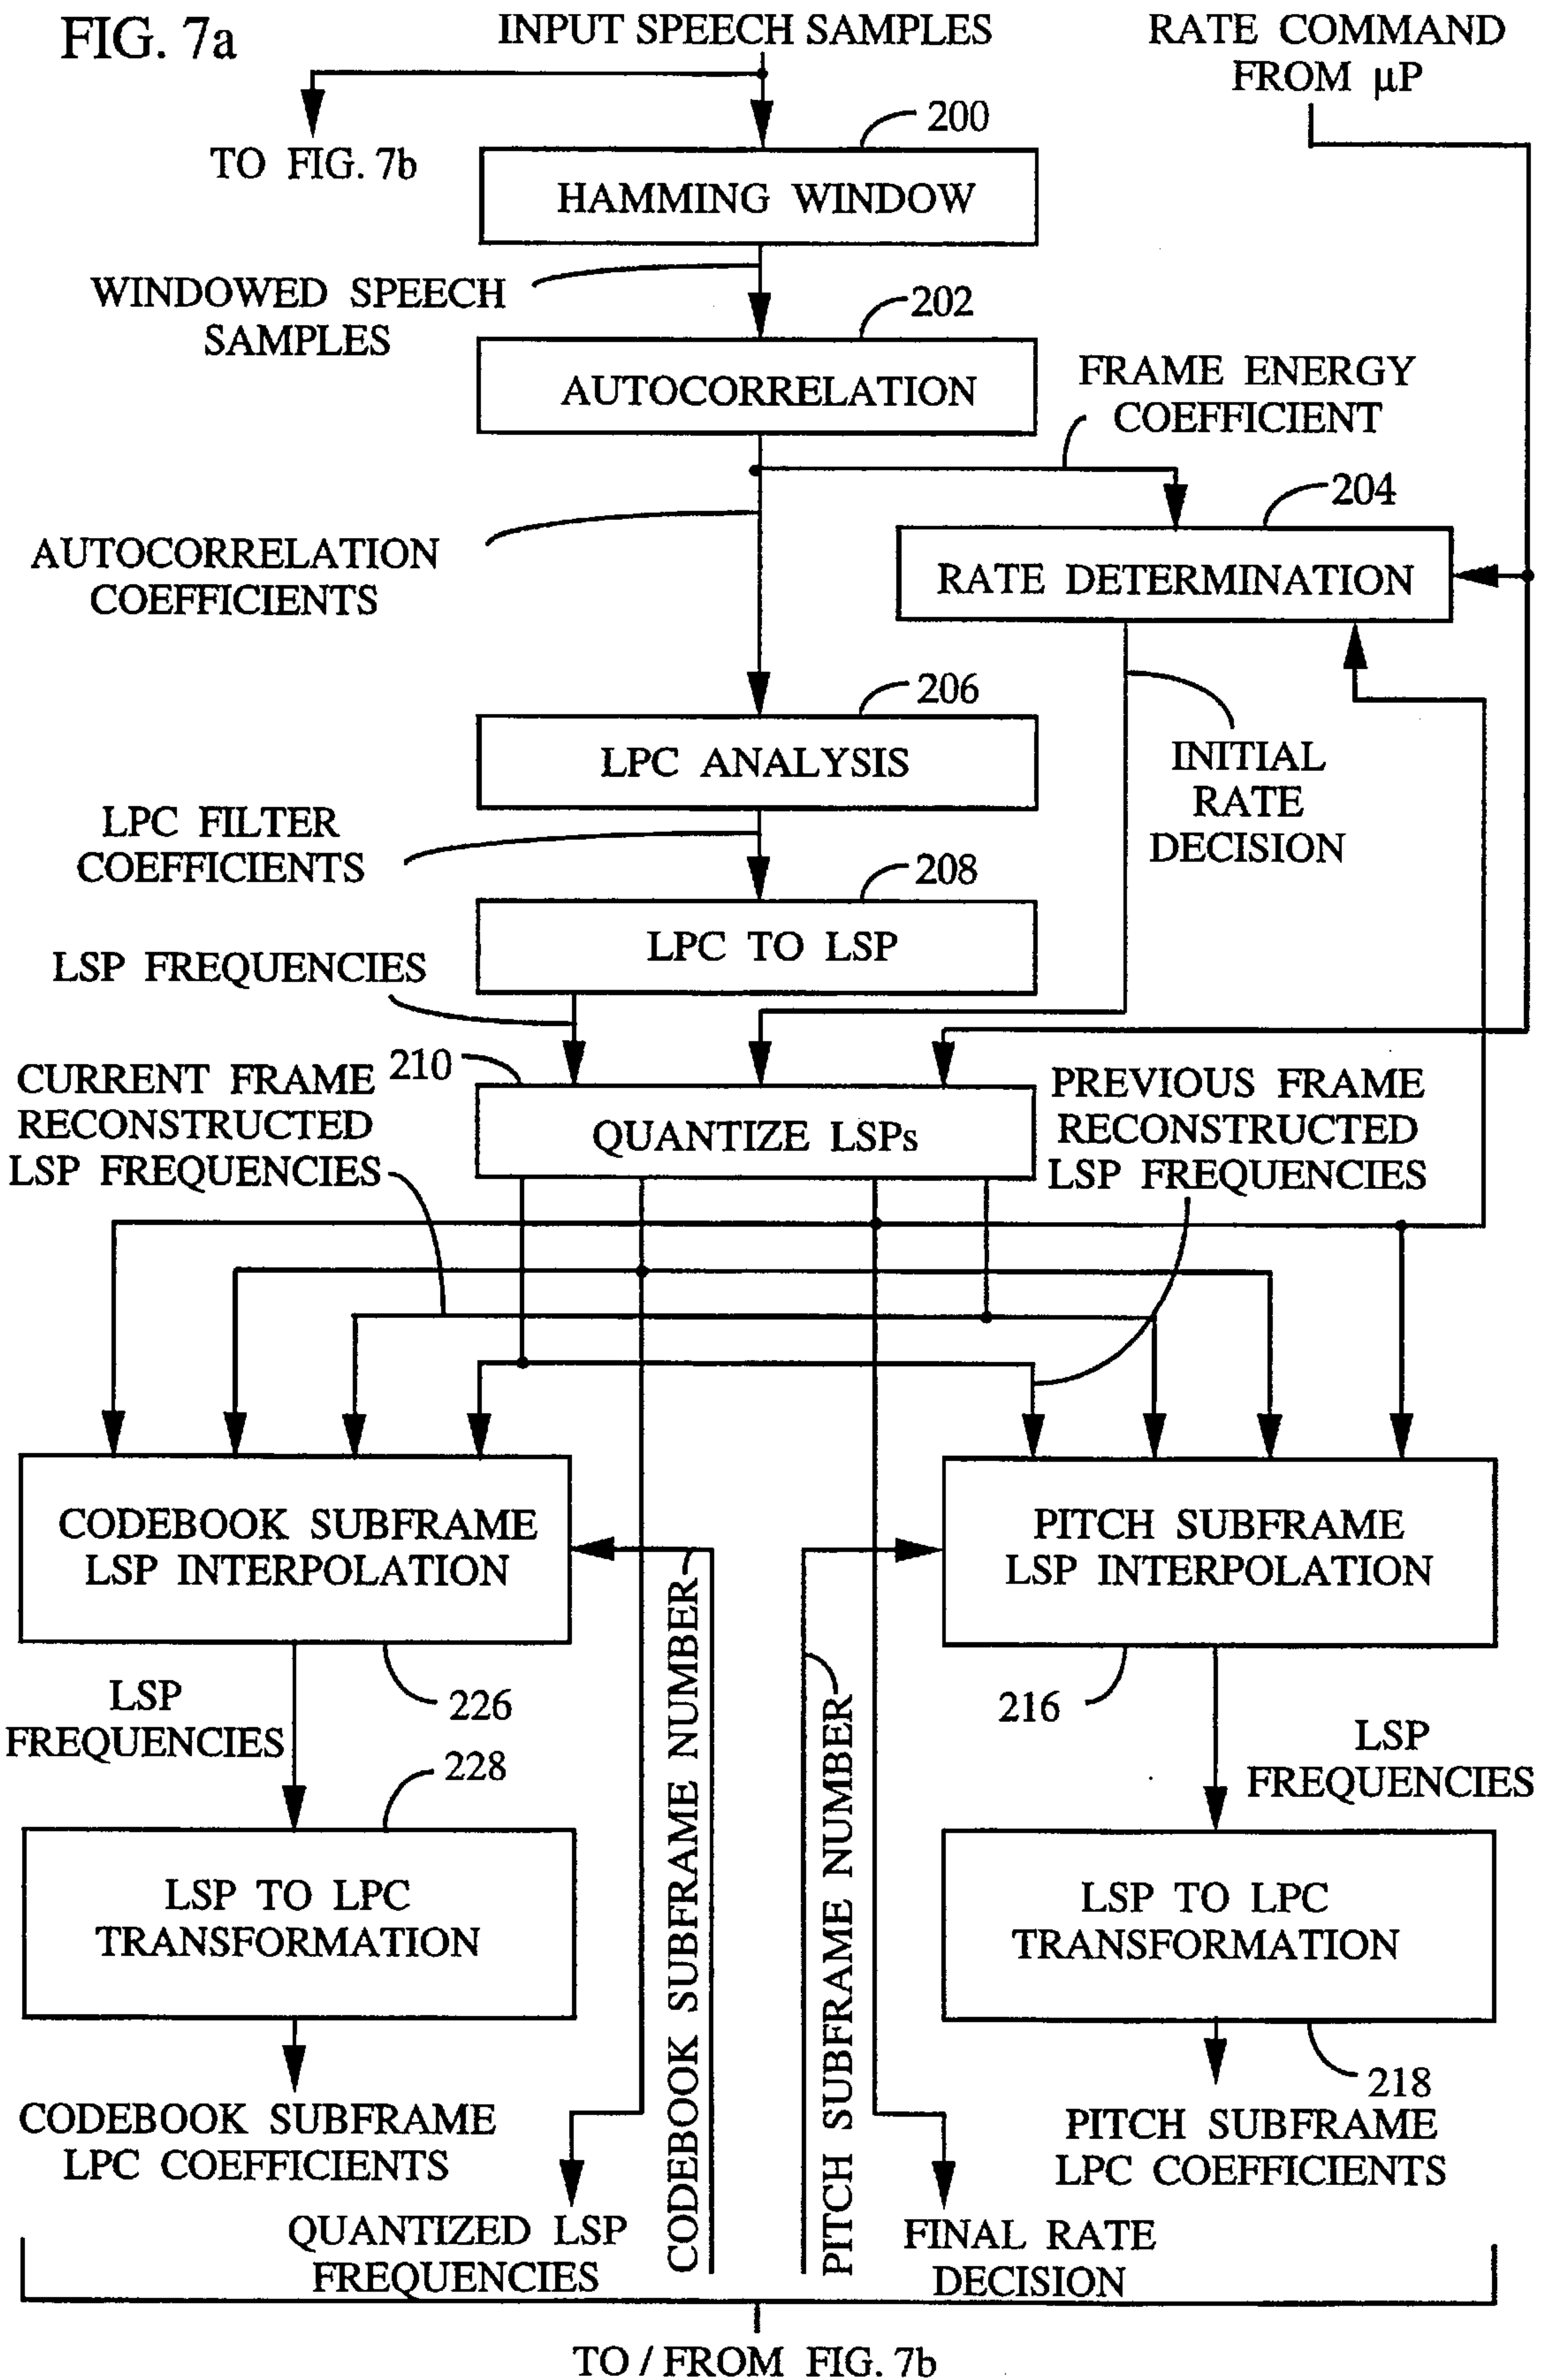 FIG. 7a
INPUT SPEECH SAMPLES
RATE COMMAND
FROM µP
TO FIG. 7b
200
HAMMING WINDOW
WINDOWED SPEECH
SAMPLES
202
AUTOCORRELATION
FRAME ENERGY
COEFFICIENT
204
AUTOCORRELATION
COEFFICIENTS
RATE DETERMINATION
206
LPC ANALYSIS
INITIAL
RATE
DECISION
LPC FILTER
COEFFICIENTS
208
LPC TO LSP
LSP FREQUENCIES
210
CURRENT FRAME
RECONSTRUCTED
LSP FREQUENCIES
QUANTIZE LSPs
PREVIOUS FRAME
RECONSTRUCTED
LSP FREQUENCIES
CODEBOOK SUBFRAME
LSP INTERPOLATION
PITCH SUBFRAME
LSP INTERPOLATION
226
216
LSP
FREQUENCIES
LSP
FREQUENCIES
228
CODEBOOK SUBFRAME NUMBER
PITCH SUBFRAME NUMBER
LSP TO LPC
TRANSFORMATION
LSP TO LPC
TRANSFORMATION
218
CODEBOOK SUBFRAME
LPC COEFFICIENTS
PITCH SUBFRAME
LPC COEFFICIENTS
QUANTIZED LSP
FREQUENCIES
FINAL RATE
DECISION
TO / FROM FIG. 7b